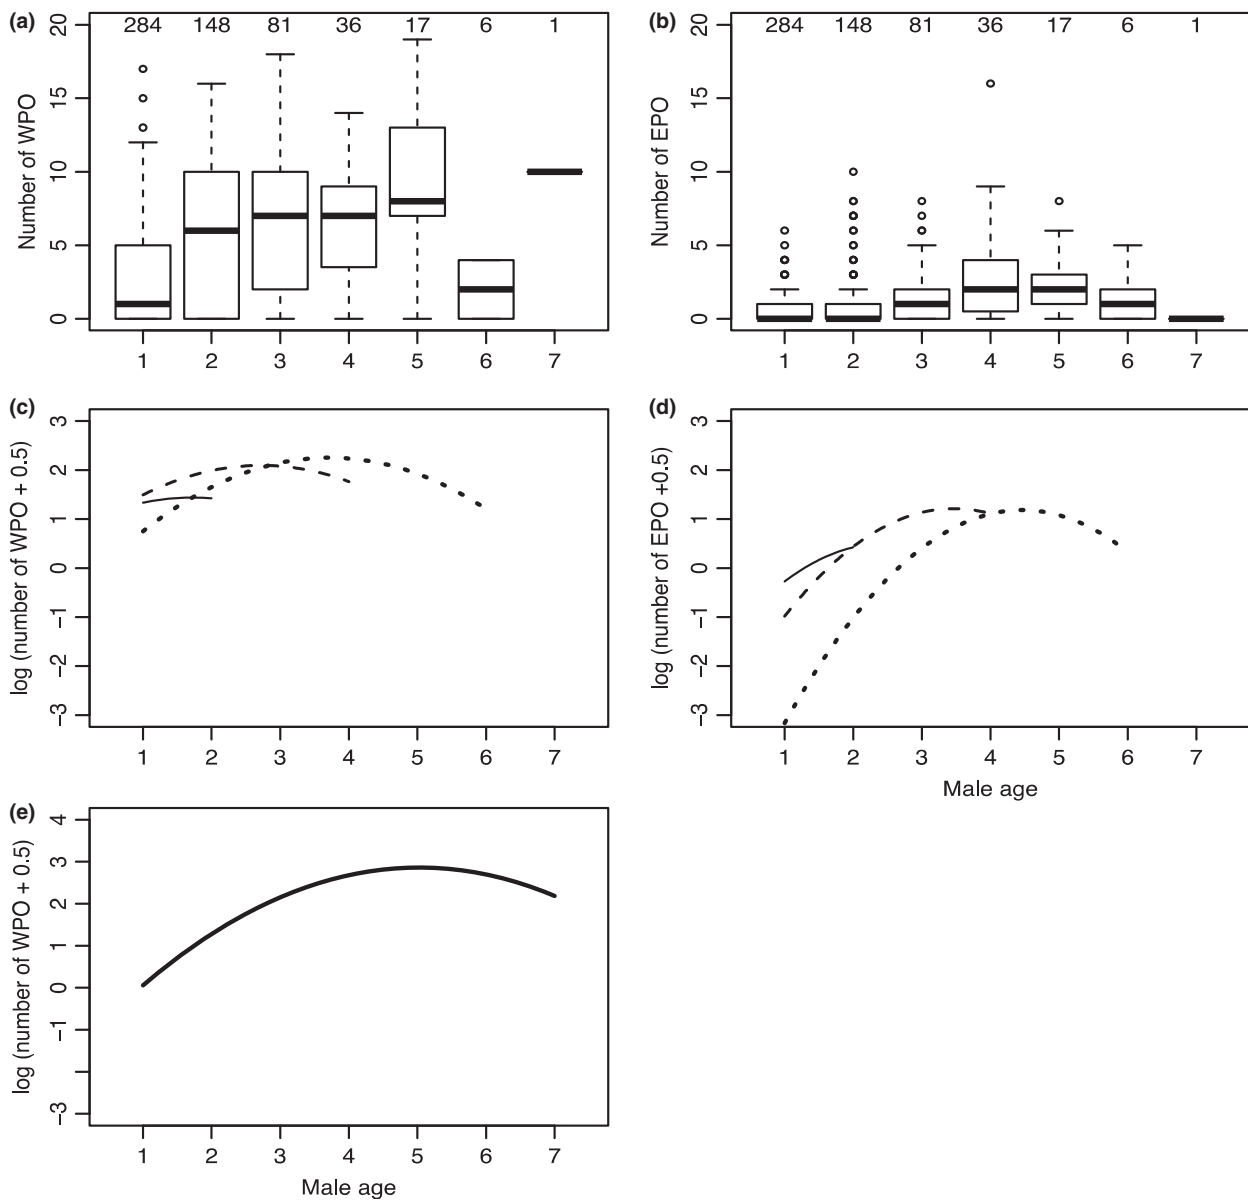 (a)
284 148 81 36 17 6 1
20
15
10
5
0
Number of WPO
1 2 3 4 5 6 7
(b)
284 148 81 36 17 6 1
20
15
10
5
0
Number of EPO
1 2 3 4 5 6 7
(c)
3
2
1
0
−1
−2
−3
log (number of WPO + 0.5)
1 2 3 4 5 6 7
(d)
3
2
1
0
−1
−2
−3
log (number of EPO +0.5)
1 2 3 4 5 6 7
Male age
(e)
4
3
2
1
0
−1
−3
log (number of WPO + 0.5)
1 2 3 4 5 6 7
Male age